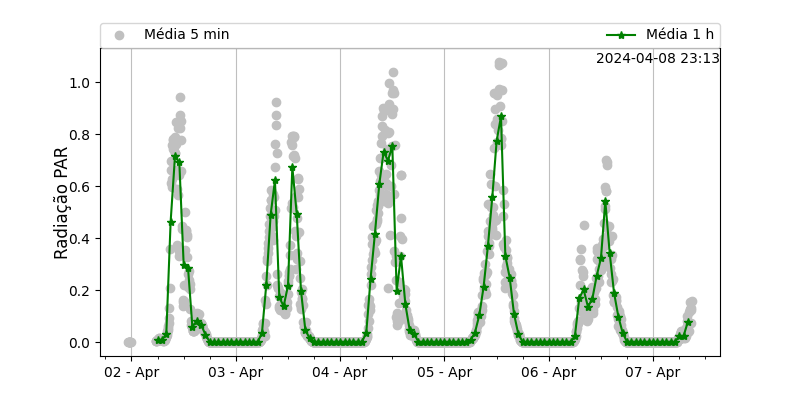 Média 5 min
Média 1 h
2024-04-08 23:13
Radiação PAR
1.0
0.8
0.6
0.4
0.2
0.0
02 - Apr
03 - Apr
04 - Apr
05 - Apr
06 - Apr
07 - Apr